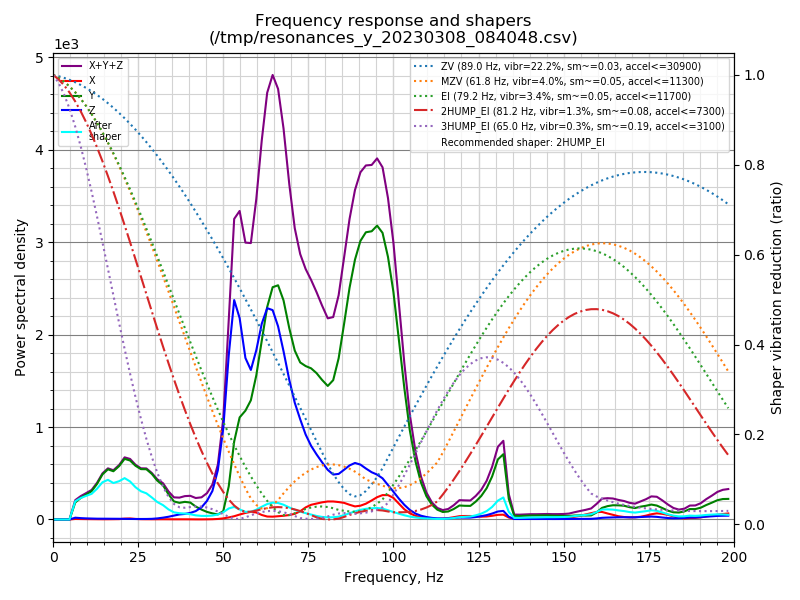 Frequency response and shapers
(/tmp/resonances_y_20230308_084048.csv)
1e3
X+Y+Z
X
Y
Z
After
shaper
ZV (89.0 Hz, vibr=22.2%, sm~=0.03, accel<=30900)
MZV (61.8 Hz, vibr=4.0%, sm~=0.05, accel<=11300)
EI (79.2 Hz, vibr=3.4%, sm~=0.05, accel<=11700)
2HUMP_EI (81.2 Hz, vibr=1.3%, sm~=0.08, accel<=7300)
3HUMP_EI (65.0 Hz, vibr=0.3%, sm~=0.19, accel<=3100)
Recommended shaper: 2HUMP_EI
Power spectral density
5
4
3
2
1
0
1.0
0.8
0.6
0.4
0.2
0.0
Shaper vibration reduction (ratio)
0 25 50 75 100 125 150 175 200
Frequency, Hz